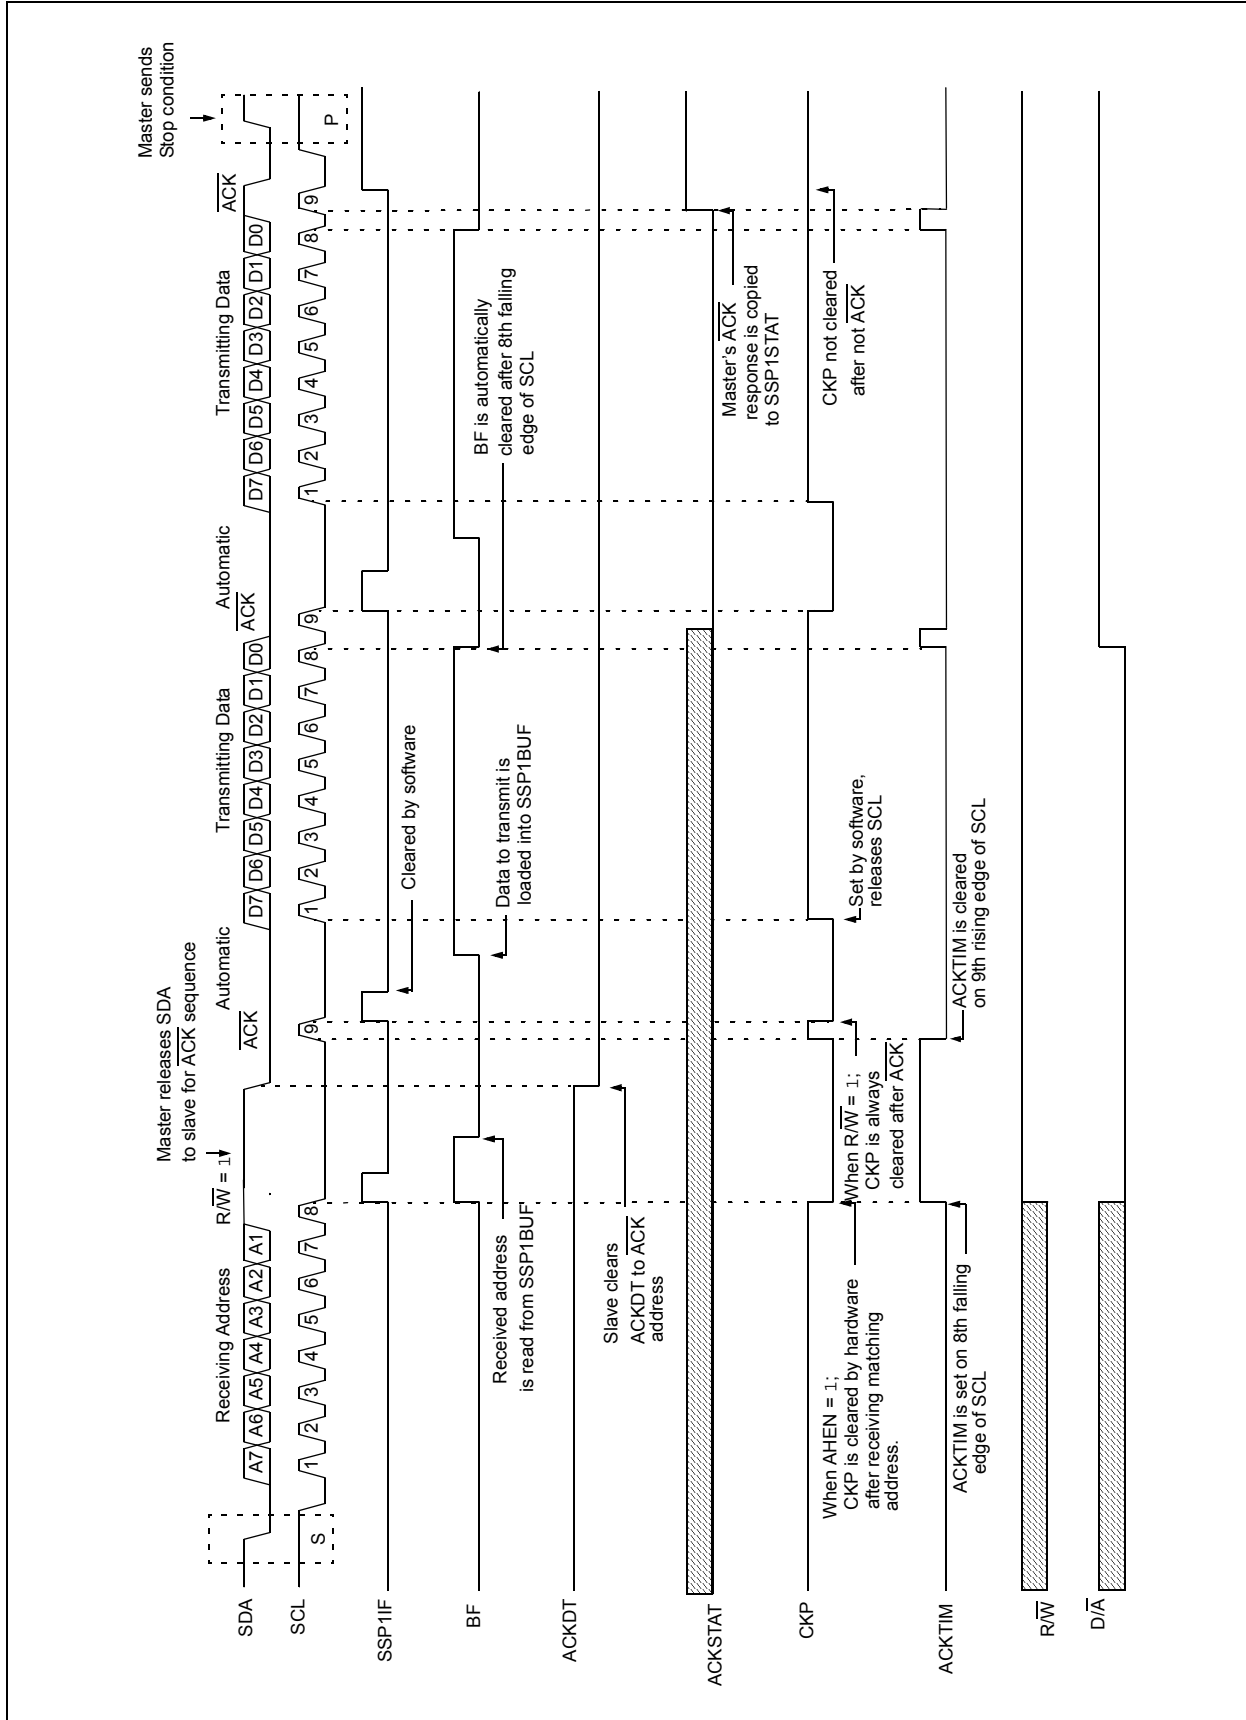 Master sends
Stop condition
Master releases SDA
to slave for ACK sequence
Receiving Address
R/W = 1
Automatic
Transmitting Data
Automatic
Transmitting Data
ACK
ACK
ACK
SDA
A7 A6 A5 A4 A3 A2 A1
D7 D6 D5 D4 D3 D2 D1 D0
D7 D6 D5 D4 D3 D2 D1 D0
SCL
S
1 2 3 4 5 6 7 8 9
1 2 3 4 5 6 7 8 9
1 2 3 4 5 6 7 8 9
P
SSP1IF
Cleared by software
BF
Received address
is read from SSP1BUF
Data to transmit is
loaded into SSP1BUF
BF is automatically
cleared after 8th falling
edge of SCL
ACKDT
Slave clears
ACKDT to ACK
address
ACKSTAT
Master's ACK
response is copied
to SSP1STAT
CKP
When AHEN = 1;
CKP is cleared by hardware
after receiving matching
address.
When R/W = 1;
CKP is always
cleared after ACK
Set by software,
releases SCL
CKP not cleared
after not ACK
ACKTIM
ACKTIM is set on 8th falling
edge of SCL
ACKTIM is cleared
on 9th rising edge of SCL
R/W
D/A